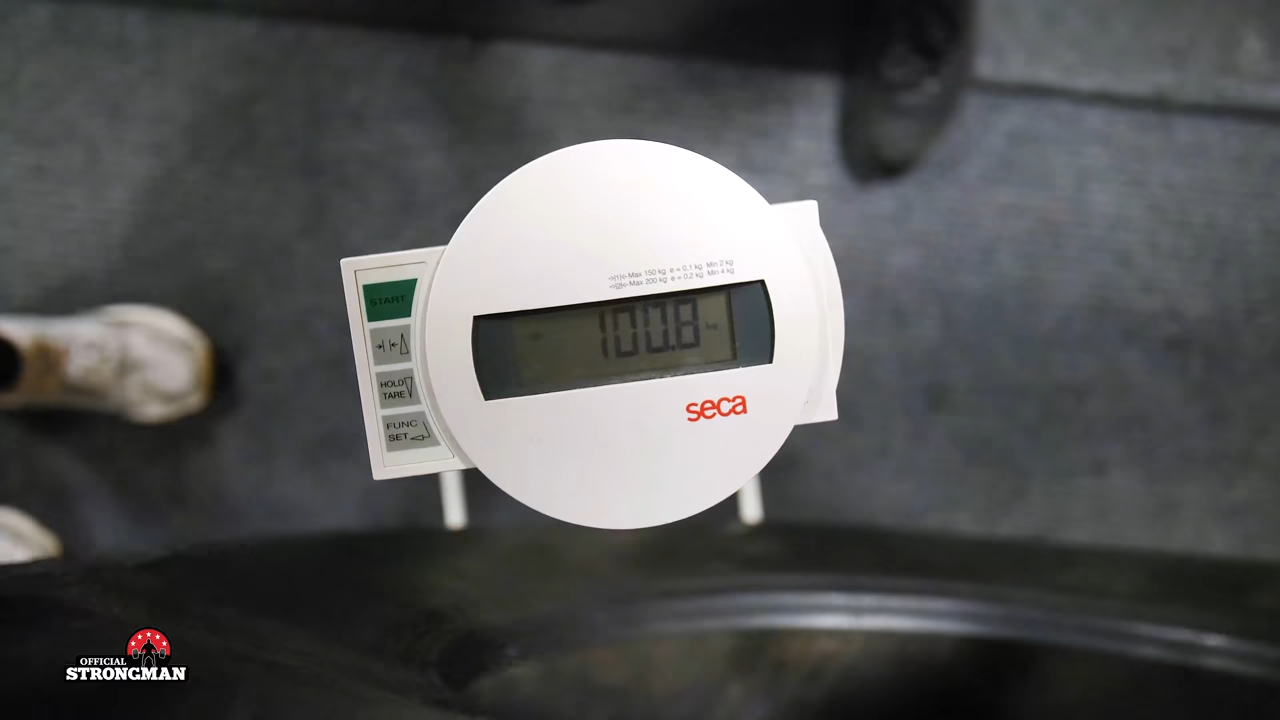 ->|1|<-Max 150 kg e = 0,1 kg Min 2 kg
->|2|<-Max 200 kg e = 0,2 kg Min 4 kg
100.8 kg
seca
START
→| |←
HOLD
TARE
FUNC
SET
OFFICIAL
STRONGMAN